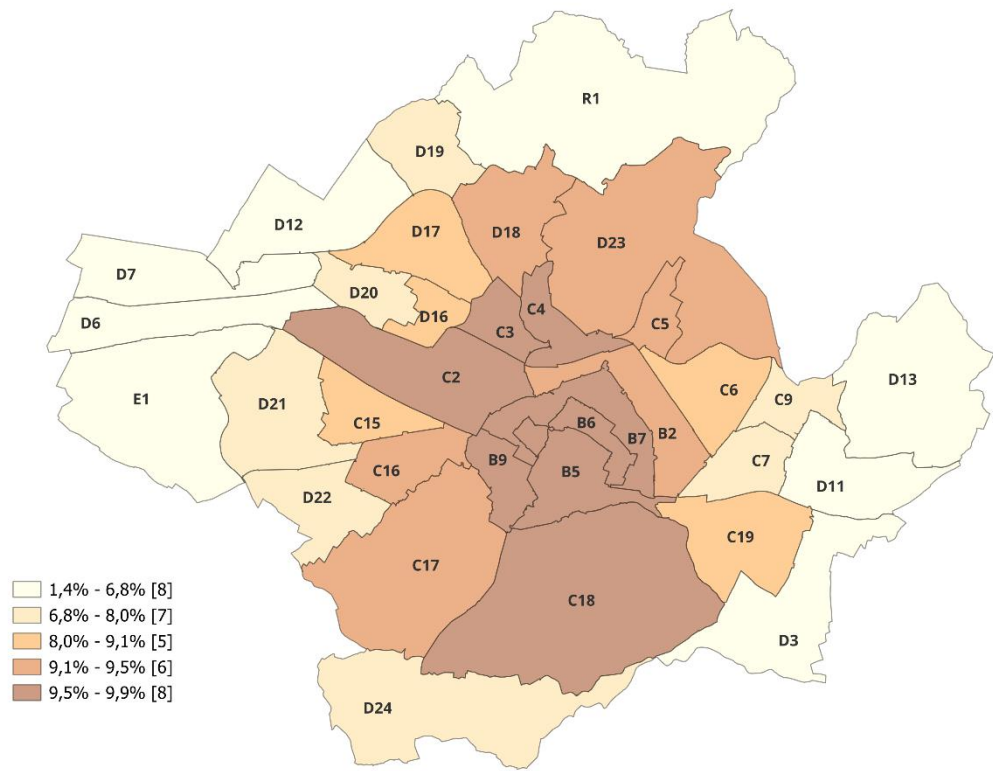 R1
D19
D12
D17
D18
D23
D7
D20
D16
C4
C3
C5
D6
C2
C6
D13
E1
D21
C9
C15
B6
B7
B2
C16
B9
B5
C7
D11
D22
C19
C17
C18
D3
D24
1,4% - 6,8% [8]
6,8% - 8,0% [7]
8,0% - 9,1% [5]
9,1% - 9,5% [6]
9,5% - 9,9% [8]